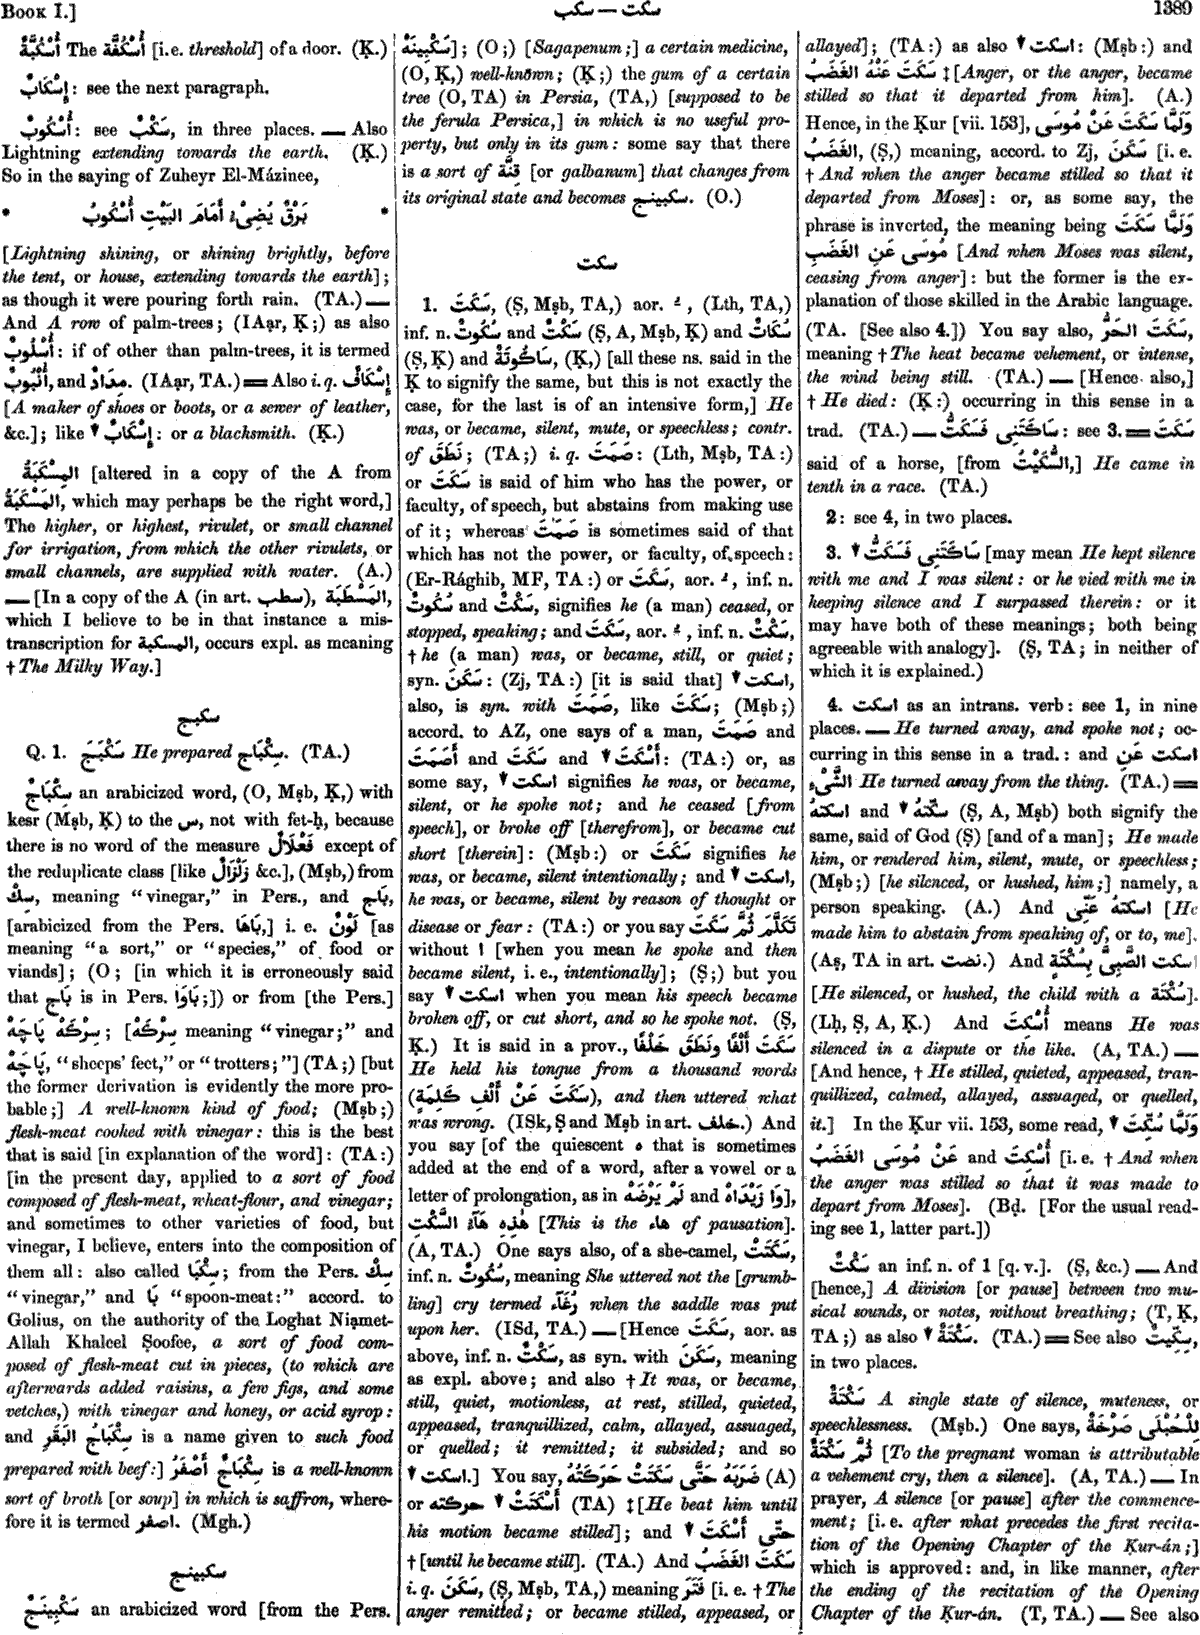 Book I.]
سكت — سكب
1389
أُسْكُبَّةٌ The أُسْكُفَّة [i. e. threshold] of a door. (Ḳ.)
إِسْكَابٌ: see the next paragraph.
أُسْكُوبٌ: see سَكْبٌ, in three places. — Also
Lightning extending towards the earth. (Ḳ.)
So in the saying of Zuheyr El-Mázinee,
* بَرْقٌ يُضِىْءُ أَمَامَ البَيْتِ أُسْكُوبُ *
[Lightning shining, or shining brightly, before
the tent, or house, extending towards the earth];
as though it were pouring forth rain. (TA.) —
And A row of palm-trees; (IAạr, Ḳ;) as also
أُسْلُوبٌ: if of other than palm-trees, it is termed
أُنْبُوبٌ, and مِدَادٌ. (IAạr, TA.) = Also i. q. إِسْكَافٌ
[A maker of shoes or boots, or a sewer of leather,
&c.]; like ▼ إِسْكَابٌ: or a blacksmith. (Ḳ.)
المِسْكَبَةُ [altered in a copy of the A from
المَسْكَبَةُ, which may perhaps be the right word,]
The higher, or highest, rivulet, or small channel
for irrigation, from which the other rivulets, or
small channels, are supplied with water. (A.)
— [In a copy of the A (in art. سطب), المَسْطَبَةُ,
which I believe to be in that instance a mis-
transcription for المسكبة, occurs expl. as meaning
† The Milky Way.]
سكبج
Q. 1. سَكْبَجَ He prepared سِكْبَاج. (TA.)
سِكْبَاجٌ an arabicized word, (O, Mṣb, Ḳ,) with
kesr (Mṣb, Ḳ) to the س, not with fet-ḥ, because
there is no word of the measure فَعْلَالٌ except of
the reduplicate class [like زَلْزَالٌ &c.], (Mṣb,) from
سِكْ, meaning "vinegar," in Pers., and بَاج,
[arabicized from the Pers. بَاهَا,] i. e. لَوْنٌ [as
meaning "a sort," or "species," of food or
viands]; (O; [in which it is erroneously said
that بَاج is in Pers. بَاوَا;]) or from [the Pers.]
سِرْكَهْ پَاچَهْ; [سِرْكَهْ meaning "vinegar;" and
پَاچَهْ, "sheeps' feet," or "trotters;"] (TA;) [but
the former derivation is evidently the more pro-
bable;] A well-known kind of food; (Mṣb;)
flesh-meat cooked with vinegar: this is the best
that is said [in explanation of the word]: (TA:)
[in the present day, applied to a sort of food
composed of flesh-meat, wheat-flour, and vinegar;
and sometimes to other varieties of food, but
vinegar, I believe, enters into the composition of
them all: also called سِكْبَا; from the Pers. سِكْ
"vinegar," and بَا "spoon-meat:" accord. to
Golius, on the authority of the Loghat Niạmet-
Allah Khaleel Ṣoofee, a sort of food com-
posed of flesh-meat cut in pieces, (to which are
afterwards added raisins, a few figs, and some
vetches,) with vinegar and honey, or acid syrop:
and سِكْبَاجُ البَقَرِ is a name given to such food
prepared with beef:] سِكْبَاجٌ أَصْفَرُ is a well-known
sort of broth [or soup] in which is saffron, where-
fore it is termed اصفر. (Mgh.)
سكبينج
سَكْبِينَجٌ an arabicized word [from the Pers.
سَكْبِينَهْ]; (O;) [Sagapenum;] a certain medicine,
(O, Ḳ,) well-known; (Ḳ;) the gum of a certain
tree (O, TA) in Persia, (TA,) [supposed to be
the ferula Persica,] in which is no useful pro-
perty, but only in its gum: some say that there
is a sort of قِنَّة [or galbanum] that changes from
its original state and becomes سكبينج. (O.)
سكت
1. سَكَتَ, (Ṣ, Mṣb, TA,) aor. ـُ, (Lth, TA,)
inf. n. سُكُوتٌ and سَكْتٌ (Ṣ, A, Mṣb, Ḳ) and سُكَاتٌ
(Ṣ, Ḳ) and سَاكُوتَةٌ, (Ḳ,) [all these ns. said in the
Ḳ to signify the same, but this is not exactly the
case, for the last is of an intensive form,] He
was, or became, silent, mute, or speechless; contr.
of نَطَقَ; (TA;) i. q. صَمَتَ: (Lth, Mṣb, TA:)
or سَكَتَ is said of him who has the power, or
faculty, of speech, but abstains from making use
of it; whereas صَمَتَ is sometimes said of that
which has not the power, or faculty, of speech:
(Er-Rághib, MF, TA:) or سَكَتَ, aor. ـُ, inf. n.
سُكُوتٌ and سَكْتٌ, signifies he (a man) ceased, or
stopped, speaking; and سَكَتَ, aor. ـُ, inf. n. سَكْتٌ,
† he (a man) was, or became, still, or quiet;
syn. سَكَنَ: (Zj, TA:) [it is said that] ▼ اسكت,
also, is syn. with صَمَتَ, like سَكَتَ; (Mṣb;)
accord. to AZ, one says of a man, صَمَتَ and
أَصْمَتَ and سَكَتَ and ▼ أَسْكَتَ: (TA:) or, as
some say, ▼ اسكت signifies he was, or became,
silent, or he spoke not; and he ceased [from
speech], or broke off [therefrom], or became cut
short [therein]: (Mṣb:) or سَكَتَ signifies he
was, or became, silent intentionally; and ▼ اسكت,
he was, or became, silent by reason of thought or
disease or fear: (TA:) or you say تَكَلَّمَ ثُمَّ سَكَتَ
without ا [when you mean he spoke and then
became silent, i. e., intentionally]; (Ṣ;) but you
say ▼ اسكت when you mean his speech became
broken off, or cut short, and so he spoke not. (Ṣ,
Ḳ.) It is said in a prov., سَكَتَ أَلْفًا وَنَطَقَ خَلْفًا
He held his tongue from a thousand words
(سَكَتَ عَنْ أَلْفِ كَلِمَةٍ), and then uttered what
was wrong. (ISk, Ṣ and Mṣb in art. خلف.) And
you say [of the quiescent ه that is sometimes
added at the end of a word, after a vowel or a
letter of prolongation, as in لَمْ يَرْضَهْ and وَا زَيْدَاهْ],
هٰذِهِ هَآءُ السَّكْتِ [This is the هاء of pausation].
(A, TA.) One says also, of a she-camel, سَكَتَتْ,
inf. n. سُكُوتٌ, meaning She uttered not the [grumb-
ling] cry termed رُغَآء when the saddle was put
upon her. (ISd, TA.) — [Hence سَكَتَ, aor. as
above, inf. n. سَكْتٌ, as syn. with سَكَنَ, meaning
as expl. above; and also † It was, or became,
still, quiet, motionless, at rest, stilled, quieted,
appeased, tranquillized, calm, allayed, assuaged,
or quelled; it remitted; it subsided; and so
▼ اسكت.] You say, ضَرَبَهُ حَتَّى سَكَتَتْ حَرَكَتُهُ (A)
or ▼ أَسْكَتَتْ حركته (TA) ‡ [He beat him until
his motion became stilled]; and ▼ حتّى أَسْكَتَ
† [until he became still]. (TA.) And سَكَتَ الغَضَبُ
i. q. سَكَنَ, (Ṣ, Mṣb, TA,) meaning فَتَرَ [i. e. † The
anger remitted; or became stilled, appeased, or
allayed]; (TA:) as also ▼ اسكت: (Mṣb:) and
سَكَتَ عَنْهُ الغَضَبُ ‡ [Anger, or the anger, became
stilled so that it departed from him]. (A.)
Hence, in the Ḳur [vii. 153], وَلَمَّا سَكَتَ عَنْ مُوسَى
الغَضَبُ, (Ṣ,) meaning, accord. to Zj, سَكَنَ [i. e.
† And when the anger became stilled so that it
departed from Moses]: or, as some say, the
phrase is inverted, the meaning being وَلَمَّا سَكَتَ
مُوسَى عَنِ الغَضَبِ [And when Moses was silent,
ceasing from anger]: but the former is the ex-
planation of those skilled in the Arabic language.
(TA. [See also 4.]) You say also, سَكَتَ الحَرُّ,
meaning † The heat became vehement, or intense,
the wind being still. (TA.) — [Hence also,]
† He died: (Ḳ:) occurring in this sense in a
trad. (TA.) — سَاكَتَنِى فَسَكَتُّ: see 3. = سَكَتَ
said of a horse, [from السُّكَيْتُ,] He came in
tenth in a race. (TA.)
2: see 4, in two places.
3. ▼ سَاكَتَنِى فَسَكَتُّ [may mean He kept silence
with me and I was silent: or he vied with me in
keeping silence and I surpassed therein: or it
may have both of these meanings; both being
agreeable with analogy]. (Ṣ, TA; in neither of
which it is explained.)
4. اسكت as an intrans. verb: see 1, in nine
places. — He turned away, and spoke not; oc-
curring in this sense in a trad.: and اسكت عَنِ
الشَّىْءِ He turned away from the thing. (TA.) =
اسكتهُ and ▼ سكّتهُ (Ṣ, A, Mṣb) both signify the
same, said of God (Ṣ) [and of a man]; He made
him, or rendered him, silent, mute, or speechless;
(Mṣb;) [he silenced, or hushed, him;] namely, a
person speaking. (A.) And اسكتهُ عَنِّى [He
made him to abstain from speaking of, or to, me].
(Aṣ, TA in art. نصت.) And اسكت الصَّبِىَّ بِسُكْتَةٍ
[He silenced, or hushed, the child with a سُكْتَة].
(Lḥ, Ṣ, A, Ḳ.) And أُسْكِتَ means He was
silenced in a dispute or the like. (A, TA.) —
[And hence, † He stilled, quieted, appeased, tran-
quillized, calmed, allayed, assuaged, or quelled,
it.] In the Ḳur vii. 153, some read, ▼ وَلَمَّا سُكِّتَ
عَنْ مُوسَى الغَضَبُ and أُسْكِتَ [i. e. † And when
the anger was stilled so that it was made to
depart from Moses]. (Bḍ. [For the usual read-
ing see 1, latter part.])
سَكْتٌ an inf. n. of 1 [q. v.]. (Ṣ, &c.) — And
[hence,] A division [or pause] between two mu-
sical sounds, or notes, without breathing; (T, Ḳ,
TA;) as also ▼ سَكْتَةٌ. (TA.) = See also سِكِّيتٌ,
in two places.
سَكْتَةٌ A single state of silence, muteness, or
speechlessness. (Mṣb.) One says, لِلْحُبْلَى صَرْخَةٌ
ثُمَّ سَكْتَةٌ [To the pregnant woman is attributable
a vehement cry, then a silence]. (A, TA.) — In
prayer, A silence [or pause] after the commence-
ment; [i. e. after what precedes the first recita-
tion of the Opening Chapter of the Ḳur-án;]
which is approved: and, in like manner, after
the ending of the recitation of the Opening
Chapter of the Ḳur-án. (T, TA.) — See also